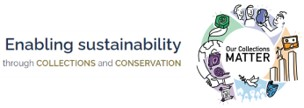 Enabling sustainability
through COLLECTIONS and CONSERVATION
Our Collections
MATTER